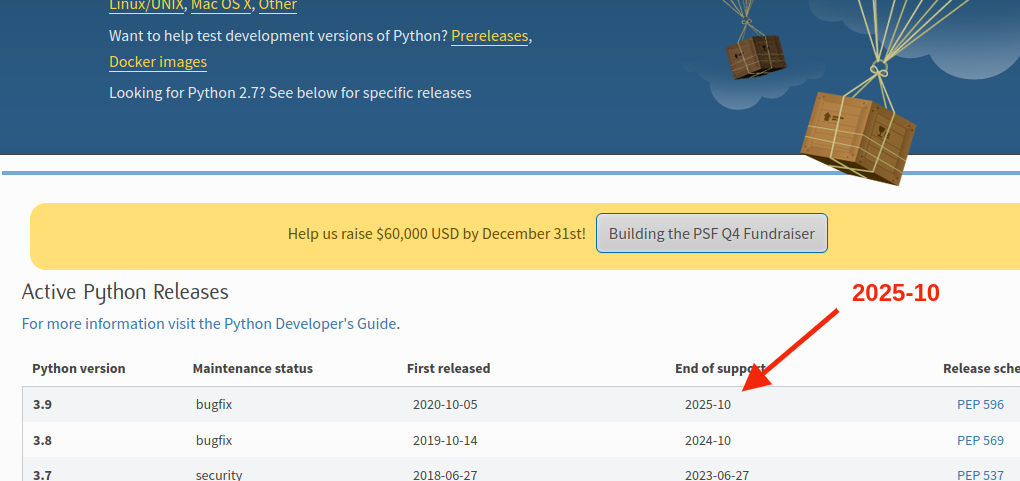 Linux/UNIX, Mac OS X, Other
Want to help test development versions of Python? Prereleases,
Docker images
Looking for Python 2.7? See below for specific releases
Help us raise $60,000 USD by December 31st! Building the PSF Q4 Fundraiser
Active Python Releases
2025-10
For more information visit the Python Developer's Guide.
Python version Maintenance status First released End of support Release sche
3.9 bugfix 2020-10-05 2025-10 PEP 596
3.8 bugfix 2019-10-14 2024-10 PEP 569
3.7 security 2018-06-27 2023-06-27 PEP 537